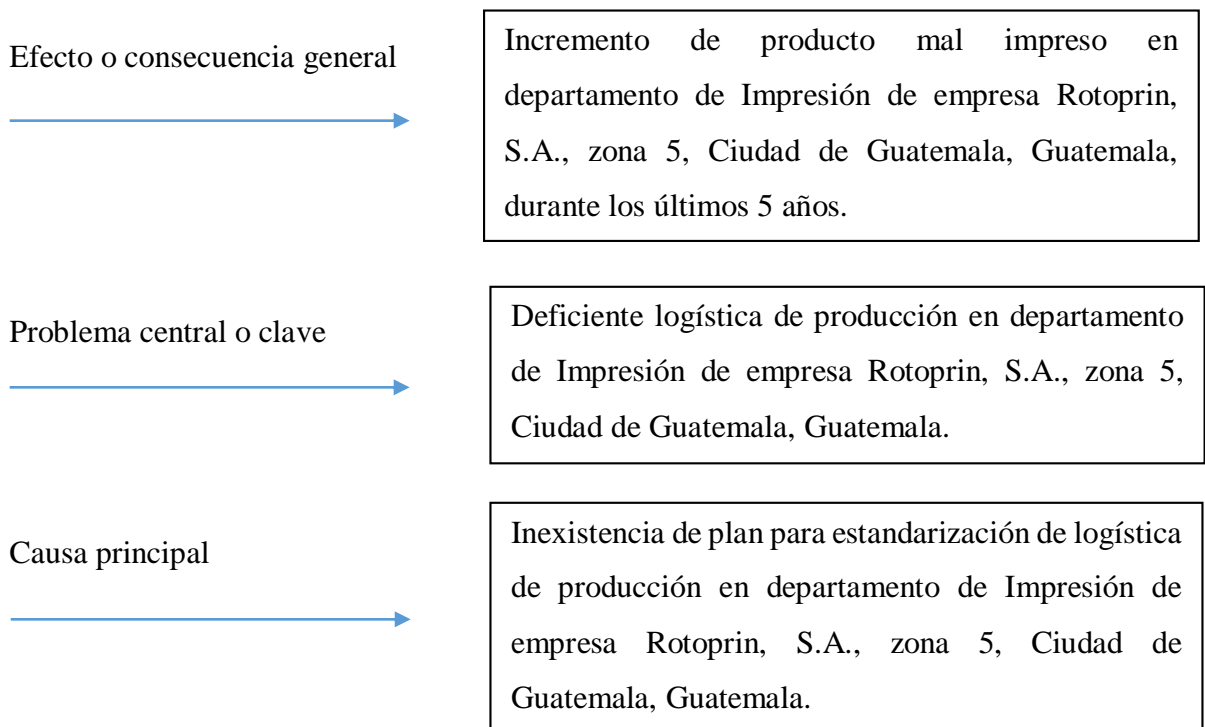 Efecto o consecuencia general
Incremento de producto mal impreso en
departamento de Impresión de empresa Rotoprin,
S.A., zona 5, Ciudad de Guatemala, Guatemala,
durante los últimos 5 años.
Problema central o clave
Deficiente logística de producción en departamento
de Impresión de empresa Rotoprin, S.A., zona 5,
Ciudad de Guatemala, Guatemala.
Causa principal
Inexistencia de plan para estandarización de logística
de producción en departamento de Impresión de
empresa Rotoprin, S.A., zona 5, Ciudad de
Guatemala, Guatemala.